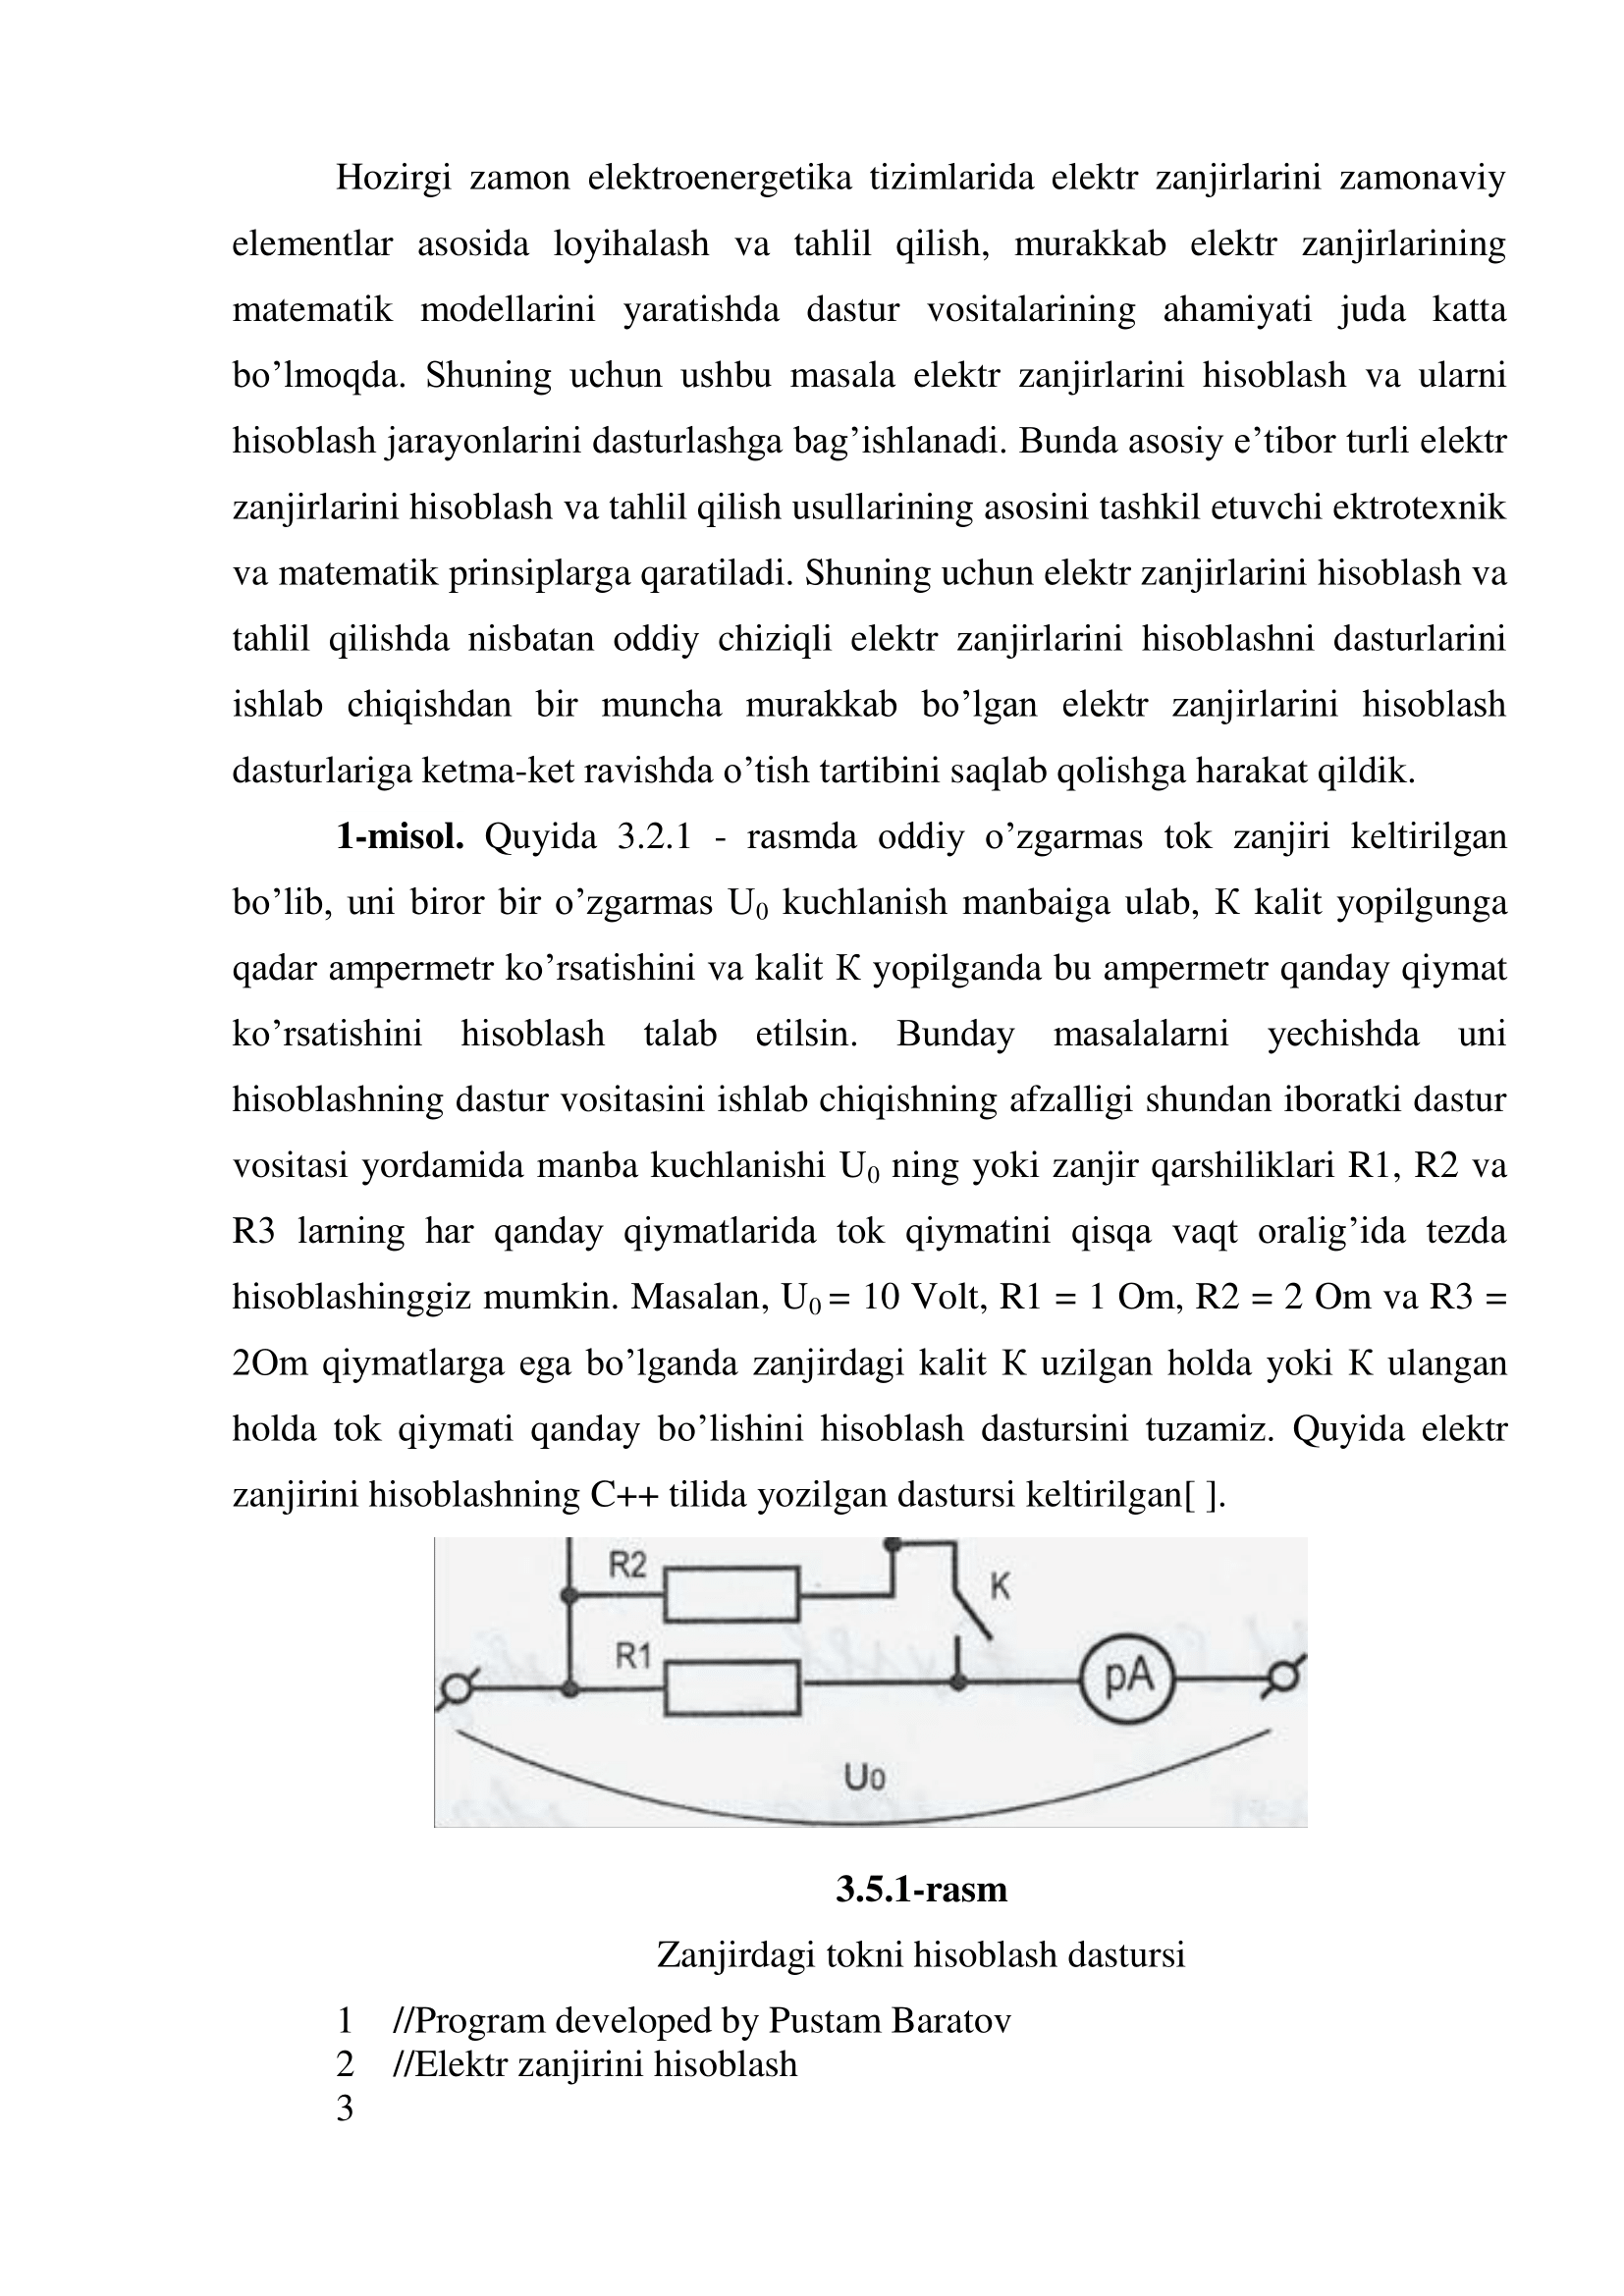 Hozirgi zamon elektroenergetika tizimlarida elektr zanjirlarini zamonaviy
elementlar asosida loyihalash va tahlil qilish, murakkab elektr zanjirlarining
matematik modellarini yaratishda dastur vositalarining ahamiyati juda katta
bo’lmoqda. Shuning uchun ushbu masala elektr zanjirlarini hisoblash va ularni
hisoblash jarayonlarini dasturlashga bag’ishlanadi. Bunda asosiy e’tibor turli elektr
zanjirlarini hisoblash va tahlil qilish usullarining asosini tashkil etuvchi ektrotexnik
va matematik prinsiplarga qaratiladi. Shuning uchun elektr zanjirlarini hisoblash va
tahlil qilishda nisbatan oddiy chiziqli elektr zanjirlarini hisoblashni dasturlarini
ishlab chiqishdan bir muncha murakkab bo’lgan elektr zanjirlarini hisoblash
dasturlariga ketma-ket ravishda o’tish tartibini saqlab qolishga harakat qildik.
1-misol. Quyida 3.2.1 - rasmda oddiy o’zgarmas tok zanjiri keltirilgan
bo’lib, uni biror bir o’zgarmas U₀ kuchlanish manbaiga ulab, K kalit yopilgunga
qadar ampermetr ko’rsatishini va kalit K yopilganda bu ampermetr qanday qiymat
ko’rsatishini hisoblash talab etilsin. Bunday masalalarni yechishda uni
hisoblashning dastur vositasini ishlab chiqishning afzalligi shundan iboratki dastur
vositasi yordamida manba kuchlanishi U₀ ning yoki zanjir qarshiliklari R1, R2 va
R3 larning har qanday qiymatlarida tok qiymatini qisqa vaqt oralig’ida tezda
hisoblashinggiz mumkin. Masalan, U₀ = 10 Volt, R1 = 1 Om, R2 = 2 Om va R3 =
2Om qiymatlarga ega bo’lganda zanjirdagi kalit K uzilgan holda yoki K ulangan
holda tok qiymati qanday bo’lishini hisoblash dastursini tuzamiz. Quyida elektr
zanjirini hisoblashning C++ tilida yozilgan dastursi keltirilgan[ ].
R2
K
R1
pA
U0
3.5.1-rasm
Zanjirdagi tokni hisoblash dastursi
1 //Program developed by Pustam Baratov
2 //Elektr zanjirini hisoblash
3